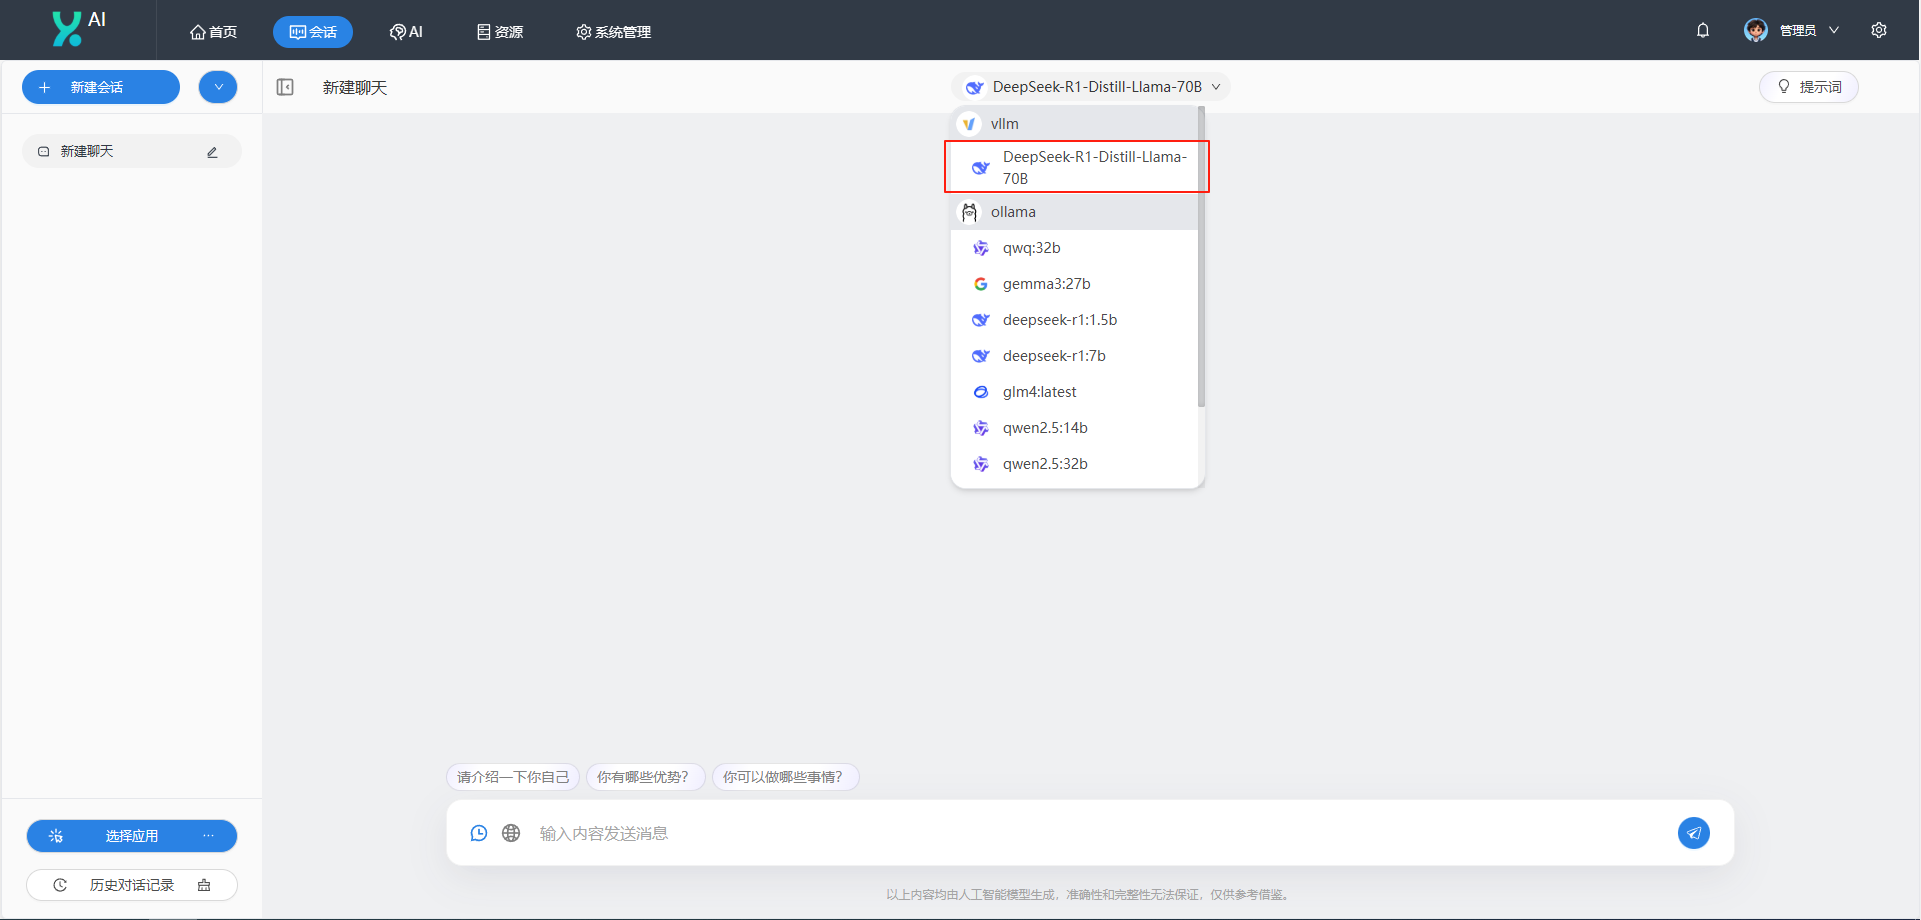 AI
首页
会话
AI
资源
系统管理
管理员
新建会话
新建聊天
DeepSeek-R1-Distill-Llama-70B
提示词
新建聊天
vllm
DeepSeek-R1-Distill-Llama-
70B
ollama
qwq:32b
gemma3:27b
deepseek-r1:1.5b
deepseek-r1:7b
glm4:latest
qwen2.5:14b
qwen2.5:32b
请介绍一下你自己
你有哪些优势?
你可以做哪些事情?
输入内容发送消息
选择应用
历史对话记录
以上内容均由人工智能模型生成，准确性和完整性无法保证，仅供参考借鉴。